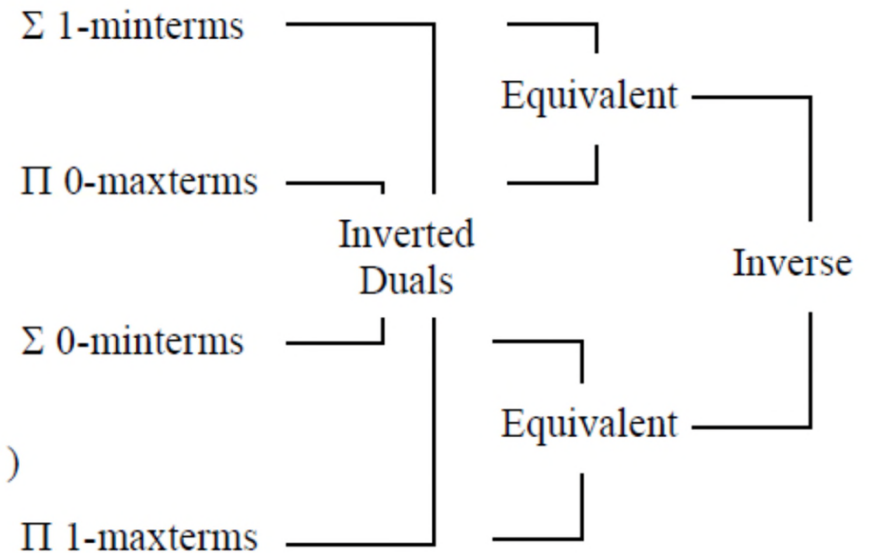 Σ 1-minterms
Equivalent
Π 0-maxterms
Inverted
Duals
Inverse
Σ 0-minterms
Equivalent
)
Π 1-maxterms